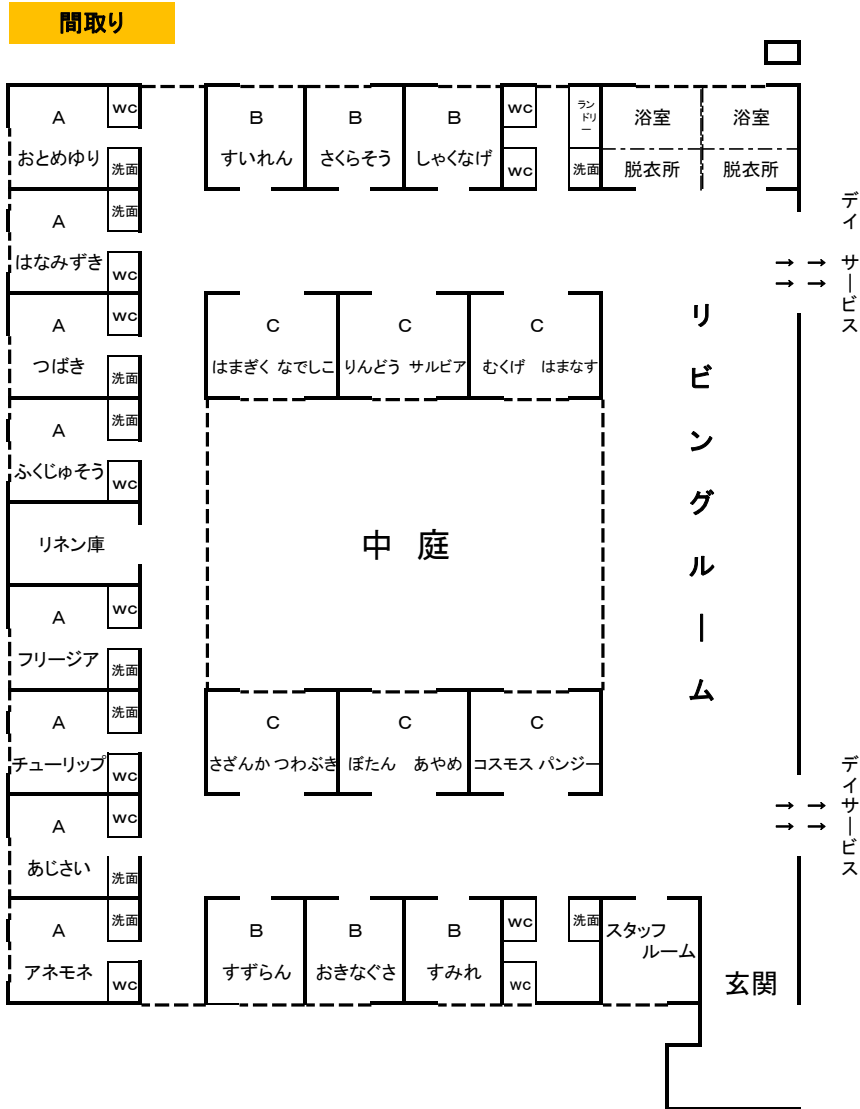 間取り
A
WC
おとめゆり
洗面
B
すいれん
B
さくらそう
B
しゃくなげ
WC
WC
ランドリー
洗面
浴室
浴室
脱衣所
脱衣所
デイ サービス
→ →
→ →
A
洗面
はなみずき
WC
A
WC
つばき
洗面
C
はまぎく なでしこ
C
りんどう サルビア
C
むくげ はまなす
リビングルーム
A
洗面
ふくじゅそう
WC
リネン庫
中 庭
A
WC
フリージア
洗面
A
洗面
チューリップ
WC
C
さざんか つわぶき
C
ぼたん あやめ
C
コスモス パンジー
デイサービス
→ →
→ →
A
WC
あじさい
洗面
A
洗面
アネモネ
WC
B
すずらん
B
おきなぐさ
B
すみれ
WC
WC
洗面
スタッフ
ルーム
玄関